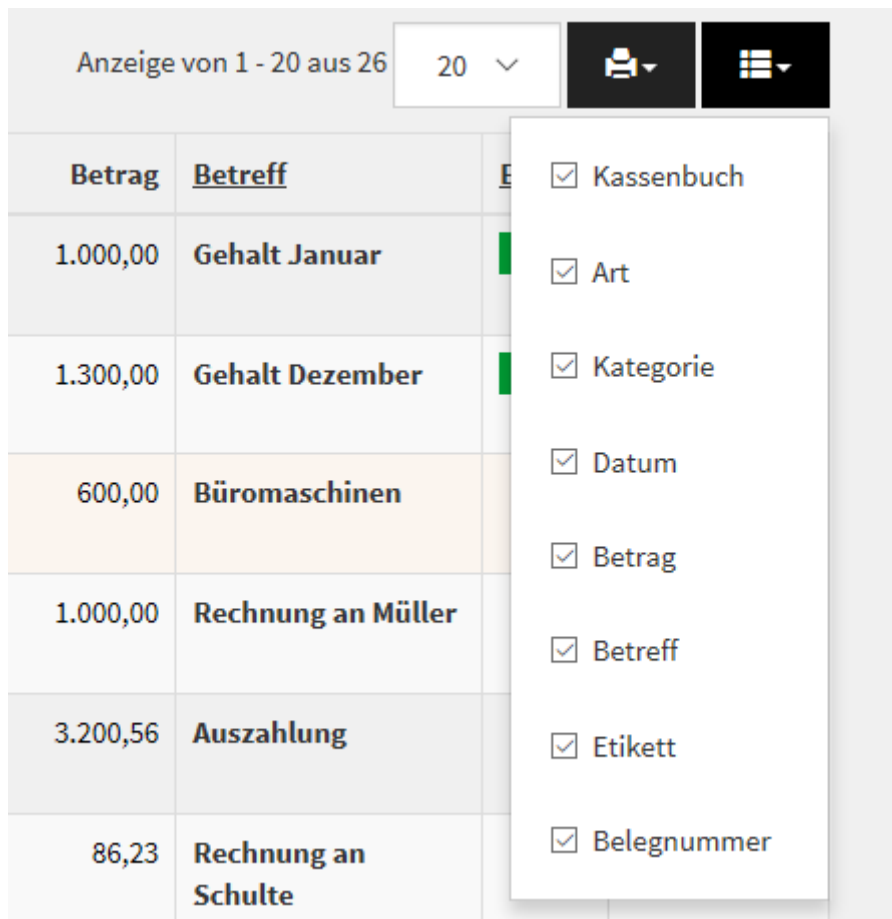 Anzeige von 1 - 20 aus 26 20
Betrag Betreff
Kassenbuch
1.000,00 Gehalt Januar
Art
1.300,00 Gehalt Dezember
Kategorie
600,00 Büromaschinen
Datum
Betrag
1.000,00 Rechnung an Müller
Betreff
3.200,56 Auszahlung
Etikett
86,23 Rechnung an
Schulte
Belegnummer